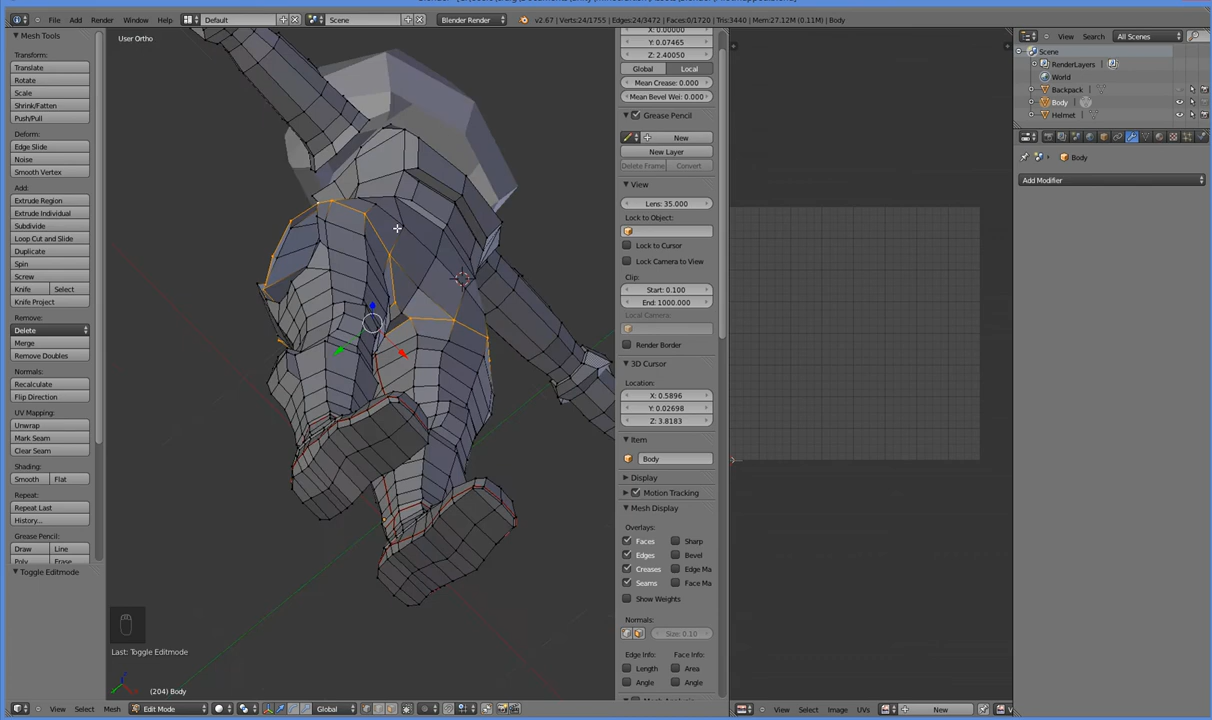 File Add Render Window Help
Default
Scene
Blender Render
v2.67 | Verts:24/1755 | Edges:24/3472 | Faces:0/1720 | Tris:3440 | Mem:27.12M (0.11M) | Body
View Search All Scenes
Mesh Tools
Transform:
Translate
Rotate
Scale
Shrink/Fatten
Push/Pull
Deform:
Edge Slide
Noise
Smooth Vertex
Add:
Extrude Region
Extrude Individual
Subdivide
Loop Cut and Slide
Duplicate
Spin
Screw
Knife Select
Knife Project
Remove:
Delete
Merge
Remove Doubles
Normals:
Recalculate
Flip Direction
UV Mapping:
Unwrap
Mark Seam
Clear Seam
Shading:
Smooth Flat
Repeat:
Repeat Last
History...
Grease Pencil:
Draw Line
Poly Erase
Toggle Editmode
User Ortho
Last: Toggle Editmode
(204) Body
X: 0.00000
Y: 0.07465
Z: 2.40050
Global Local
Mean Crease: 0.000
Mean Bevel Wei: 0.000
Grease Pencil
New
New Layer
Delete Frame Convert
View
Lens: 35.000
Lock to Object:
Lock to Cursor
Lock Camera to View
Clip:
Start: 0.100
End: 1000.000
Local Camera:
Render Border
3D Cursor
Location:
X: 0.5896
Y: 0.02698
Z: 3.8183
Item
Body
Display
Motion Tracking
Mesh Display
Overlays:
Faces Sharp
Edges Bevel
Creases Edge Ma
Seams Face Ma
Show Weights
Normals:
Size: 0.10
Edge Info: Face Info:
Length Area
Angle Angle
Scene
RenderLayers
World
Backpack
Body
Helmet
Body
Add Modifier
View Select Mesh Edit Mode Global
View Select Image UVs New